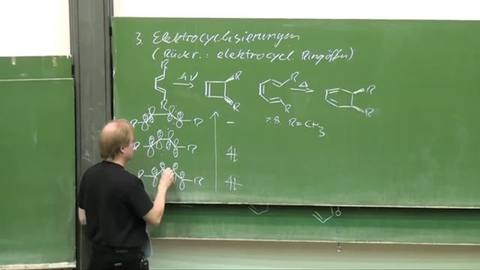 3. Elektrocyclisierungen
(Rückr.: elektrocycl. Ringöffn.)
R R hν R R R R Δ R R
z.B. R=CH3
R R
R R
R R